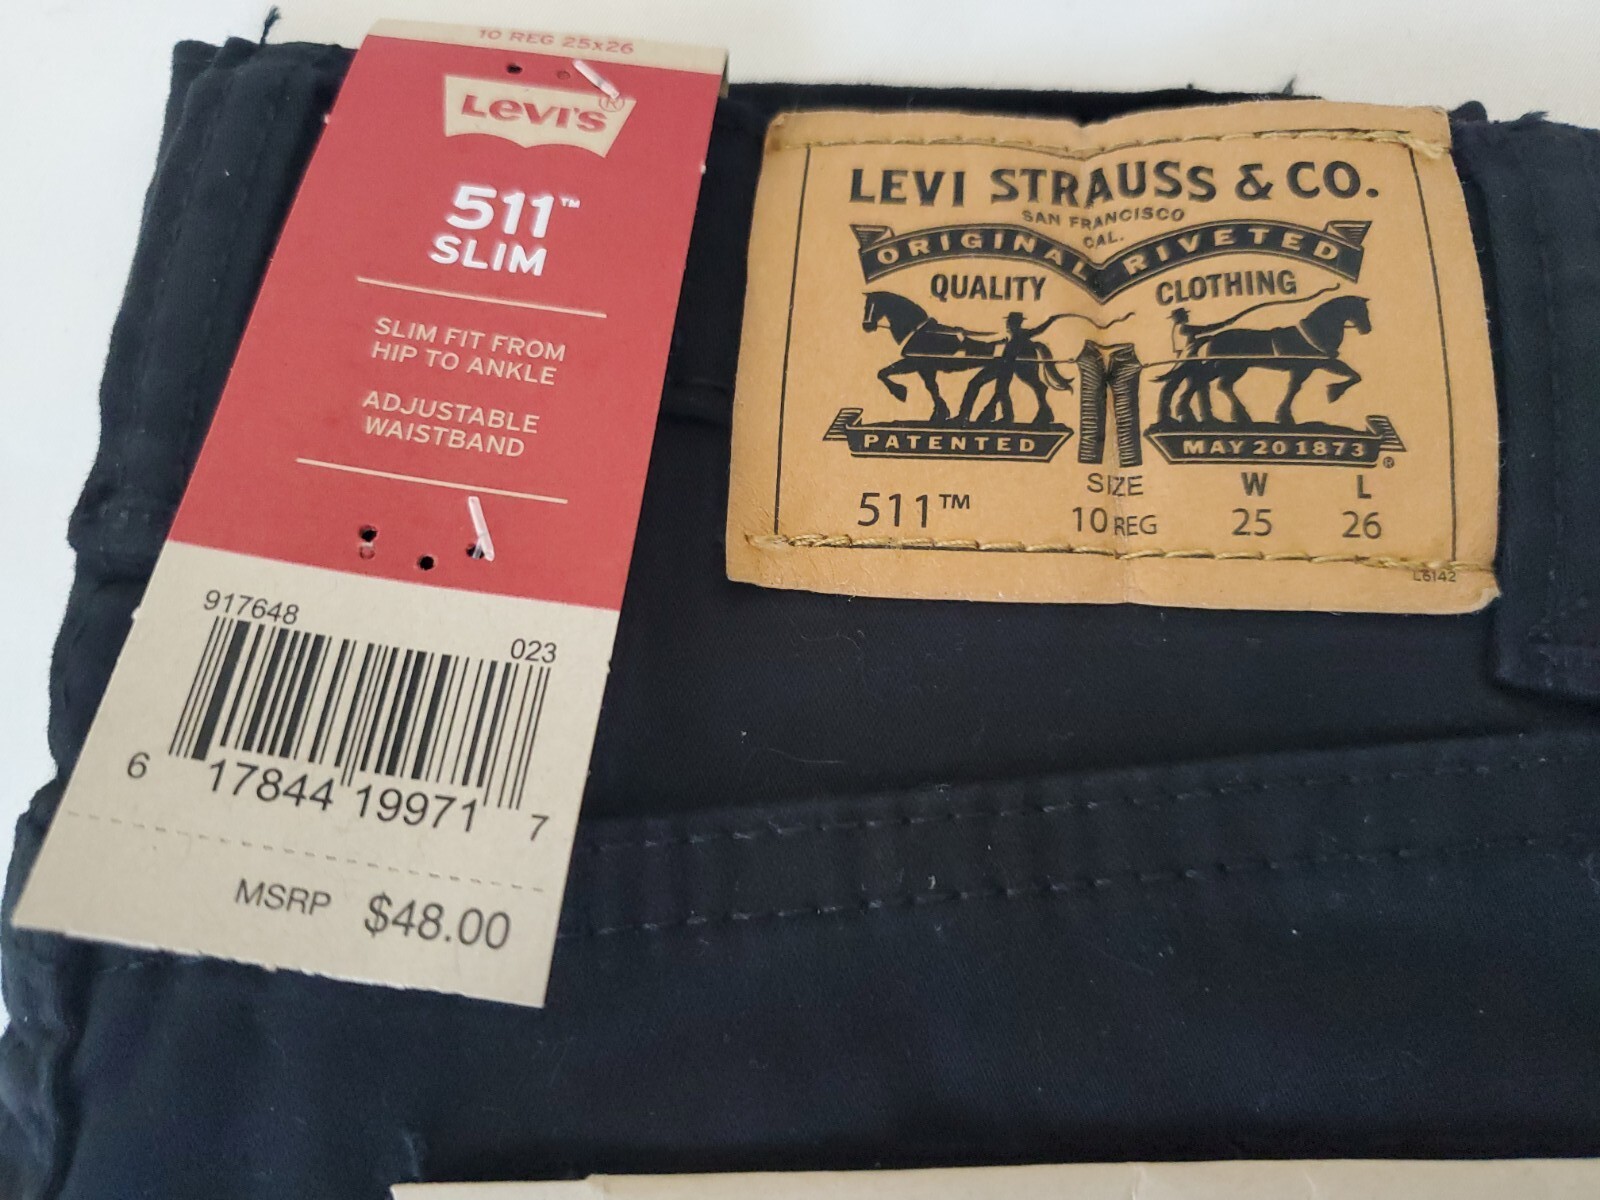 10 REG 25x26
Levi's®
511™
SLIM
SLIM FIT FROM
HIP TO ANKLE
ADJUSTABLE
WAISTBAND
917648
023
6 17844 19971 7
MSRP $48.00
LEVI STRAUSS & CO.
SAN FRANCISCO
CAL.
ORIGINAL RIVETED
QUALITY CLOTHING
PATENTED MAY 20 1873 ®
SIZE W L
511™ 10 REG 25 26
L6142